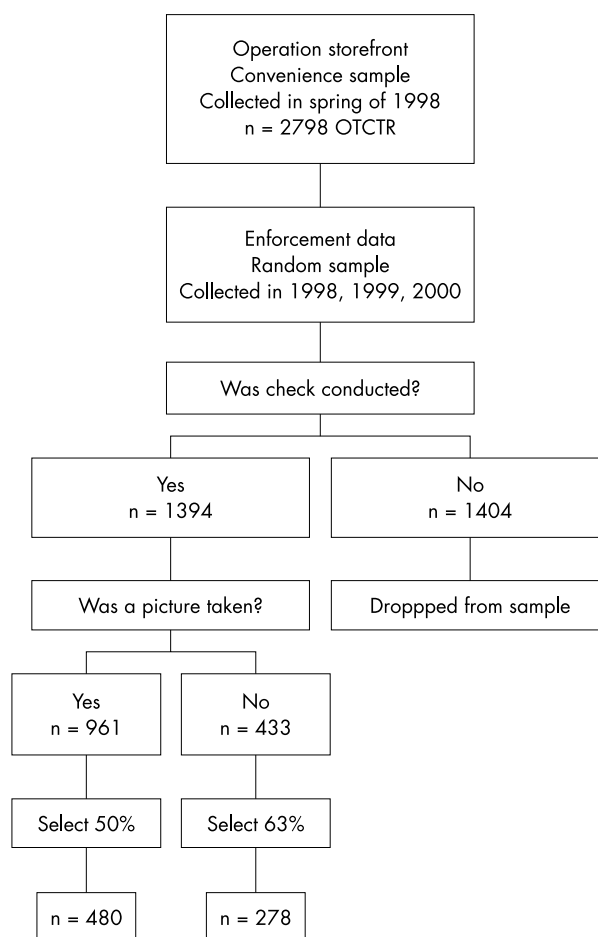 Operation storefront
Convenience sample
Collected in spring of 1998
n = 2798 OTCTR
Enforcement data
Random sample
Collected in 1998, 1999, 2000
Was check conducted?
Yes
n = 1394
No
n = 1404
Was a picture taken?
Droppped from sample
Yes
n = 961
No
n = 433
Select 50%
Select 63%
n = 480
n = 278